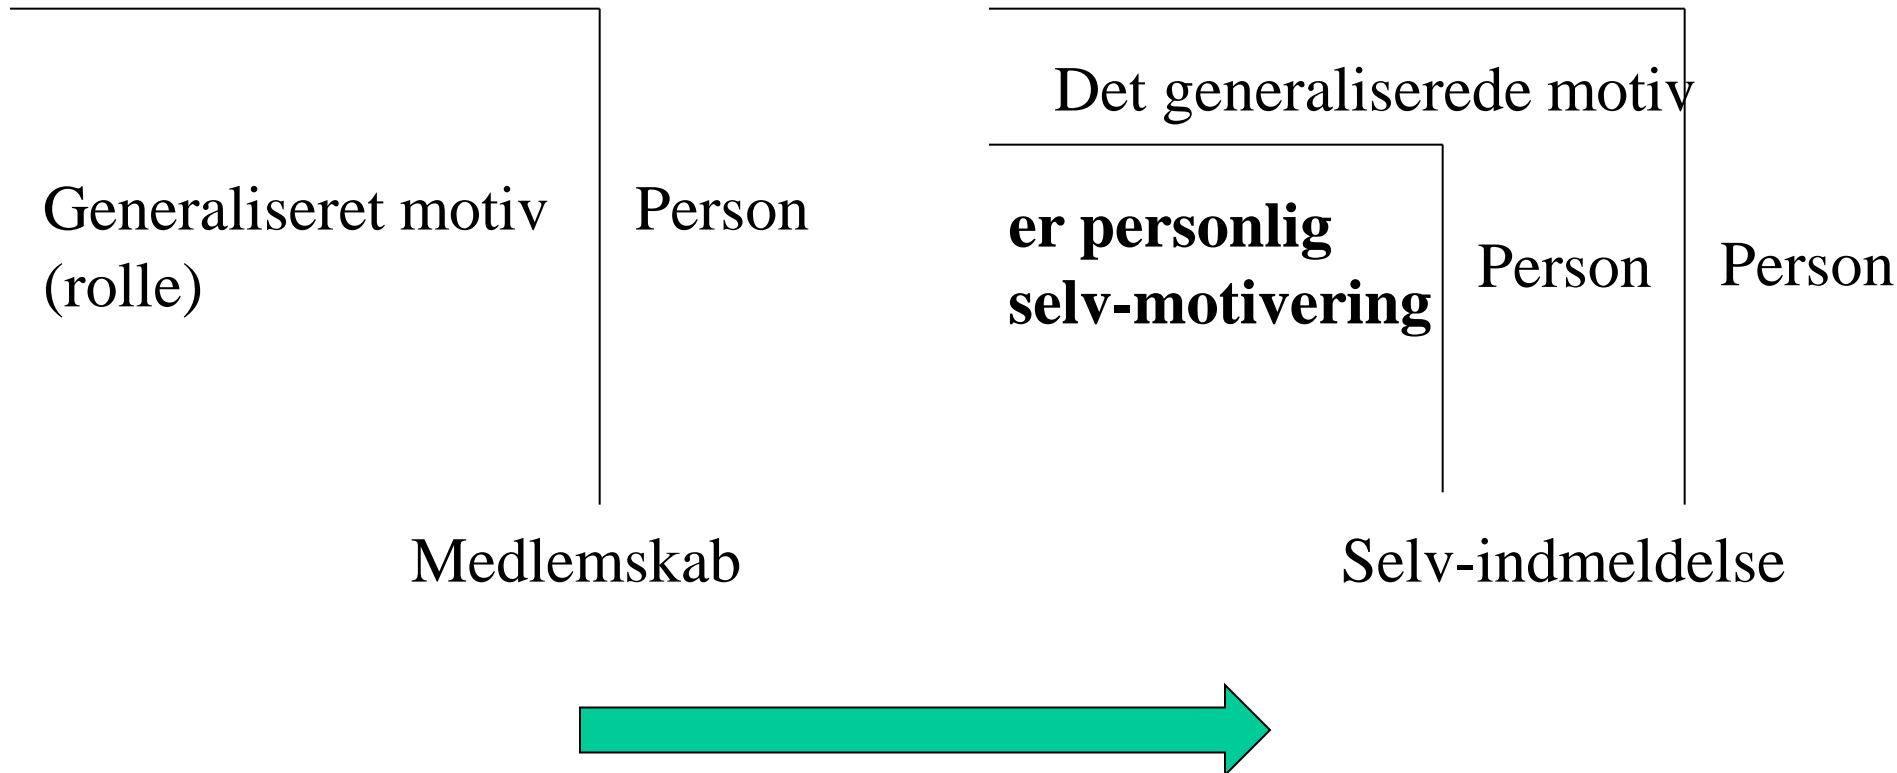 Generaliseret motiv
(rolle)
Person
Medlemskab
Det generaliserede motiv
er personlig
selv-motivering
Person
Person
Selv-indmeldelse